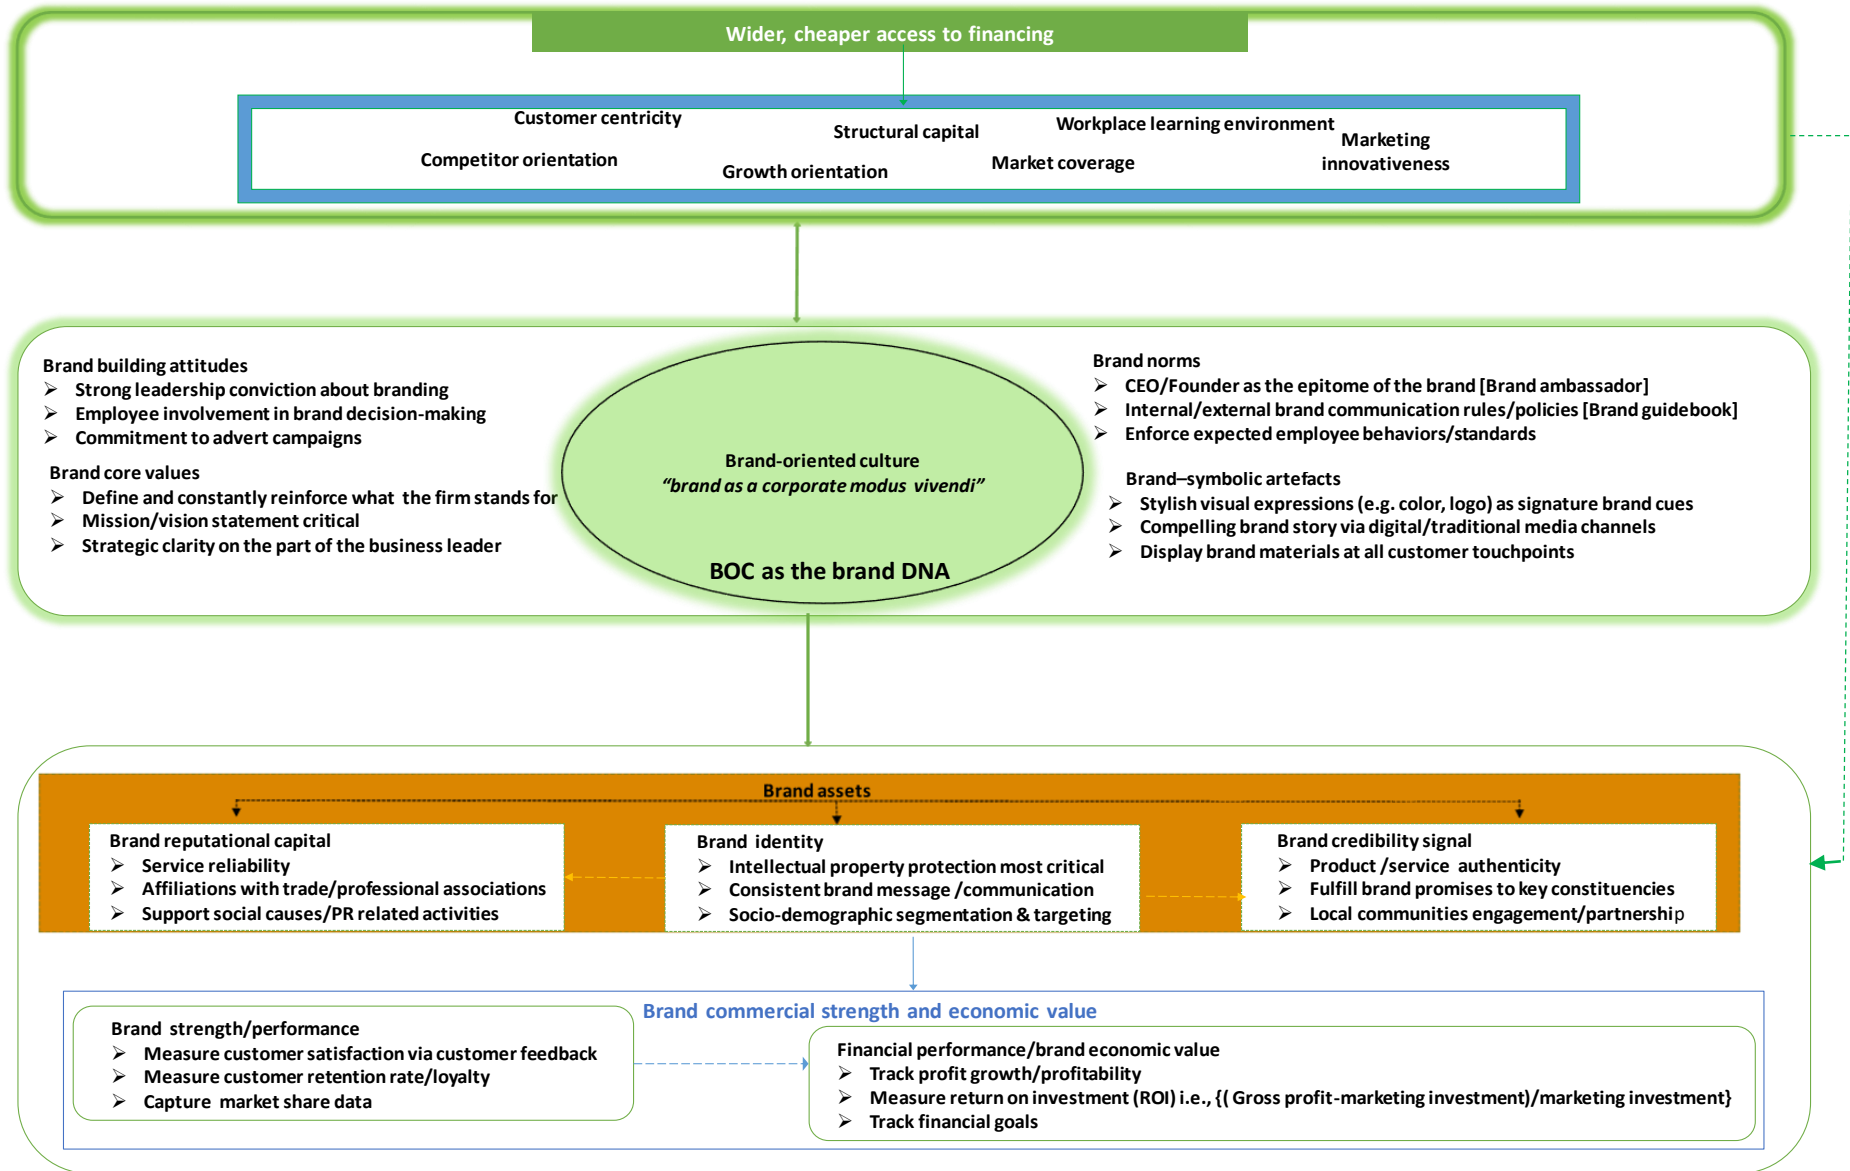 Wider, cheaper access to financing
Customer centricity
Structural capital
Workplace learning environment
Marketing
innovativeness
Competitor orientation
Growth orientation
Market coverage
Brand building attitudes
➢ Strong leadership conviction about branding
➢ Employee involvement in brand decision-making
➢ Commitment to advert campaigns
Brand core values
➢ Define and constantly reinforce what the firm stands for
➢ Mission/vision statement critical
➢ Strategic clarity on the part of the business leader
Brand-oriented culture
“brand as a corporate modus vivendi”
BOC as the brand DNA
Brand norms
➢ CEO/Founder as the epitome of the brand [Brand ambassador]
➢ Internal/external brand communication rules/policies [Brand guidebook]
➢ Enforce expected employee behaviors/standards
Brand–symbolic artefacts
➢ Stylish visual expressions (e.g. color, logo) as signature brand cues
➢ Compelling brand story via digital/traditional media channels
➢ Display brand materials at all customer touchpoints
Brand assets
Brand reputational capital
➢ Service reliability
➢ Affiliations with trade/professional associations
➢ Support social causes/PR related activities
Brand identity
➢ Intellectual property protection most critical
➢ Consistent brand message /communication
➢ Socio-demographic segmentation & targeting
Brand credibility signal
➢ Product /service authenticity
➢ Fulfill brand promises to key constituencies
➢ Local communities engagement/partnership
Brand commercial strength and economic value
Brand strength/performance
➢ Measure customer satisfaction via customer feedback
➢ Measure customer retention rate/loyalty
➢ Capture market share data
Financial performance/brand economic value
➢ Track profit growth/profitability
➢ Measure return on investment (ROI) i.e., {( Gross profit-marketing investment)/marketing investment}
➢ Track financial goals